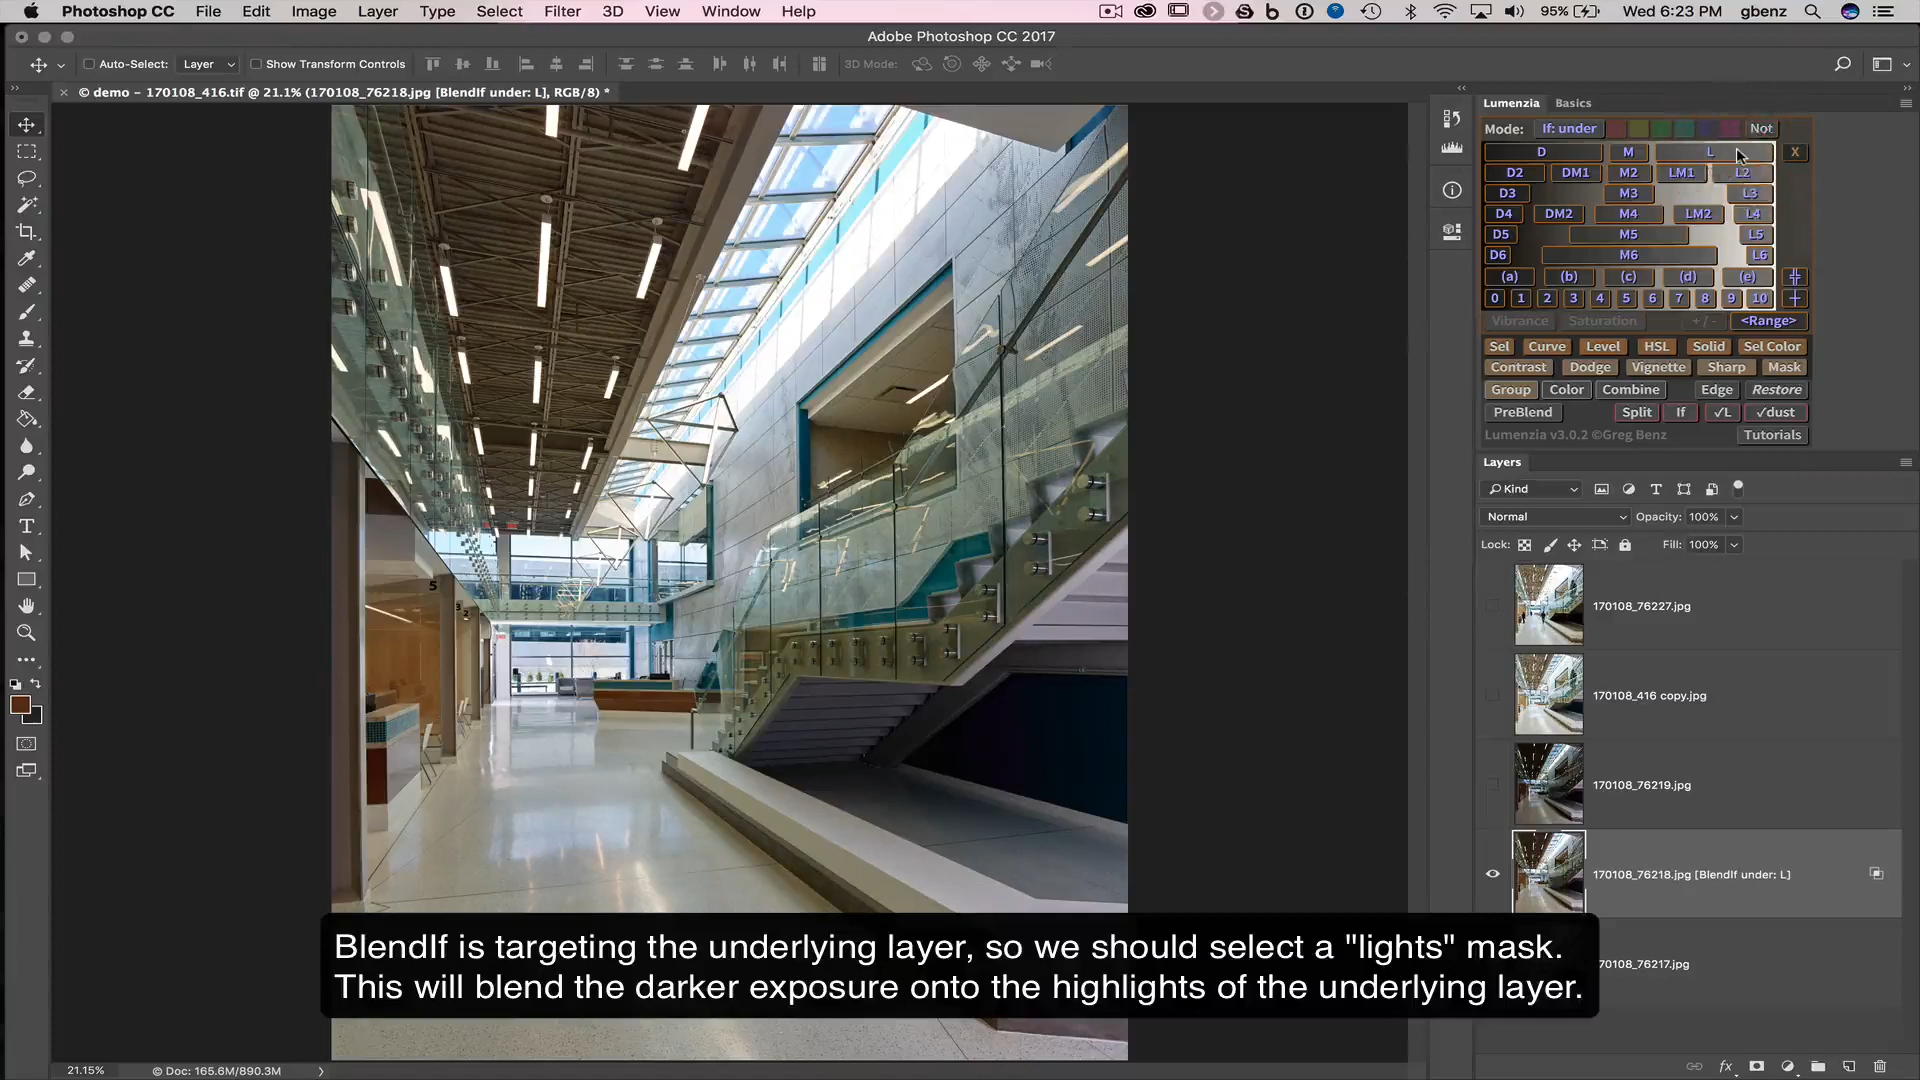 Photoshop CC File Edit Image Layer Type Select Filter 3D View Window Help 95% Wed 6:23 PM gbenz
Adobe Photoshop CC 2017
Auto-Select: Layer Show Transform Controls 3D Mode:
© demo – 170108_416.tif @ 21.1% (170108_76218.jpg [BlendIf under: L], RGB/8) *
Lumenzia Basics
Mode: If: under Not
D M L X
D2 DM1 M2 LM1 L2
D3 M3 L3
D4 DM2 M4 LM2 L4
D5 M5 L5
D6 M6 L6
(a) (b) (c) (d) (e)
0 1 2 3 4 5 6 7 8 9 10
Vibrance Saturation +/- <Range>
Sel Curve Level HSL Solid Sel Color
Contrast Dodge Vignette Sharp Mask
Group Color Combine Edge Restore
PreBlend Split If √L √dust
Lumenzia v3.0.2 ©Greg Benz Tutorials
Layers
Kind
Normal Opacity: 100%
Lock: Fill: 100%
170108_76227.jpg
170108_416 copy.jpg
170108_76219.jpg
170108_76218.jpg [BlendIf under: L]
170108_76217.jpg
5
3
2
BlendIf is targeting the underlying layer, so we should select a "lights" mask.
This will blend the darker exposure onto the highlights of the underlying layer.
21.15% Doc: 165.6M/890.3M